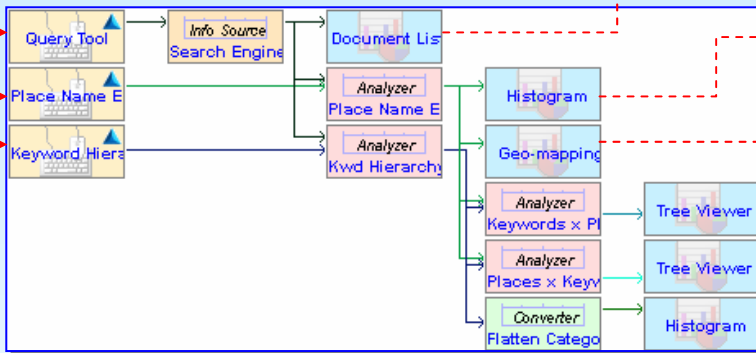 Query Tool
Info Source
Search Engine
Document Lis
Place Name E
Analyzer
Place Name E
Histogram
Keyword Hiera
Analyzer
Kwd Hierarchy
Geo-mapping
Analyzer
Keywords x Pl
Tree Viewer
Analyzer
Places x Keyw
Tree Viewer
Converter
Flatten Catego
Histogram